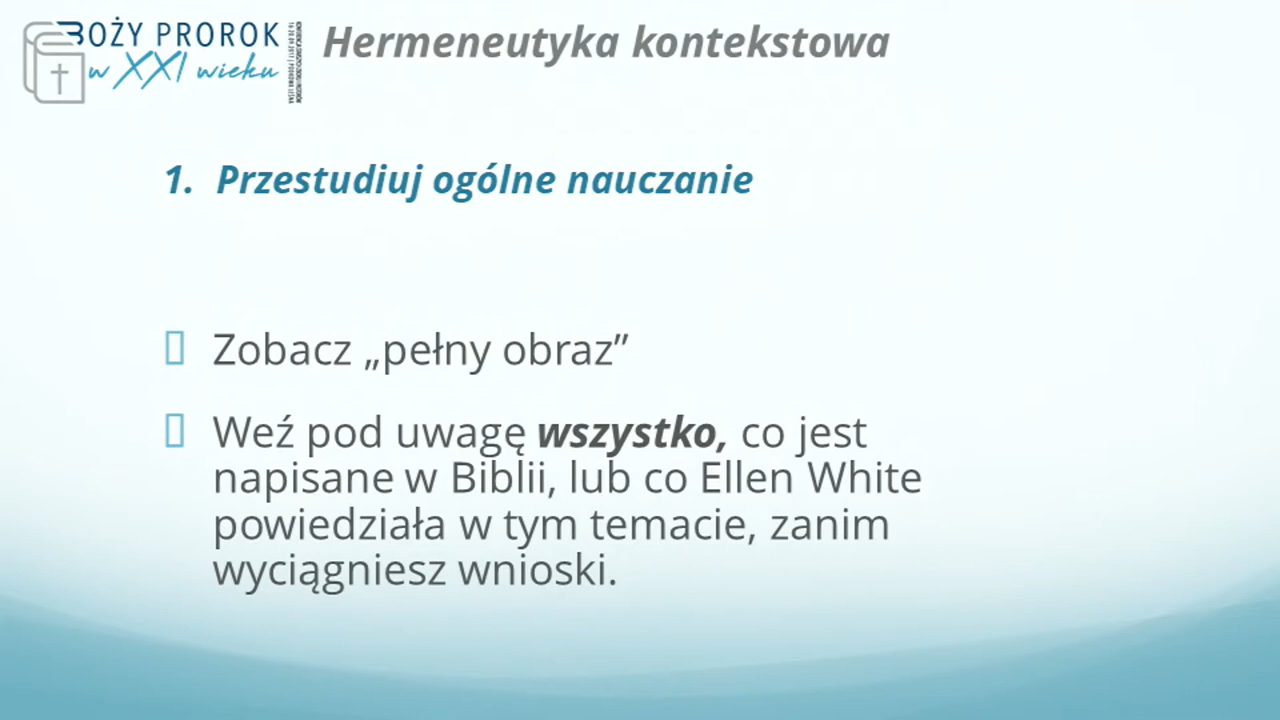 BOŻY PROROK
w XXI wieku
Hermeneutyka kontekstowa
1. Przestudiuj ogólne nauczanie
Zobacz „pełny obraz”
Weź pod uwagę wszystko, co jest
napisane w Biblii, lub co Ellen White
powiedziała w tym temacie, zanim
wyciągniesz wnioski.